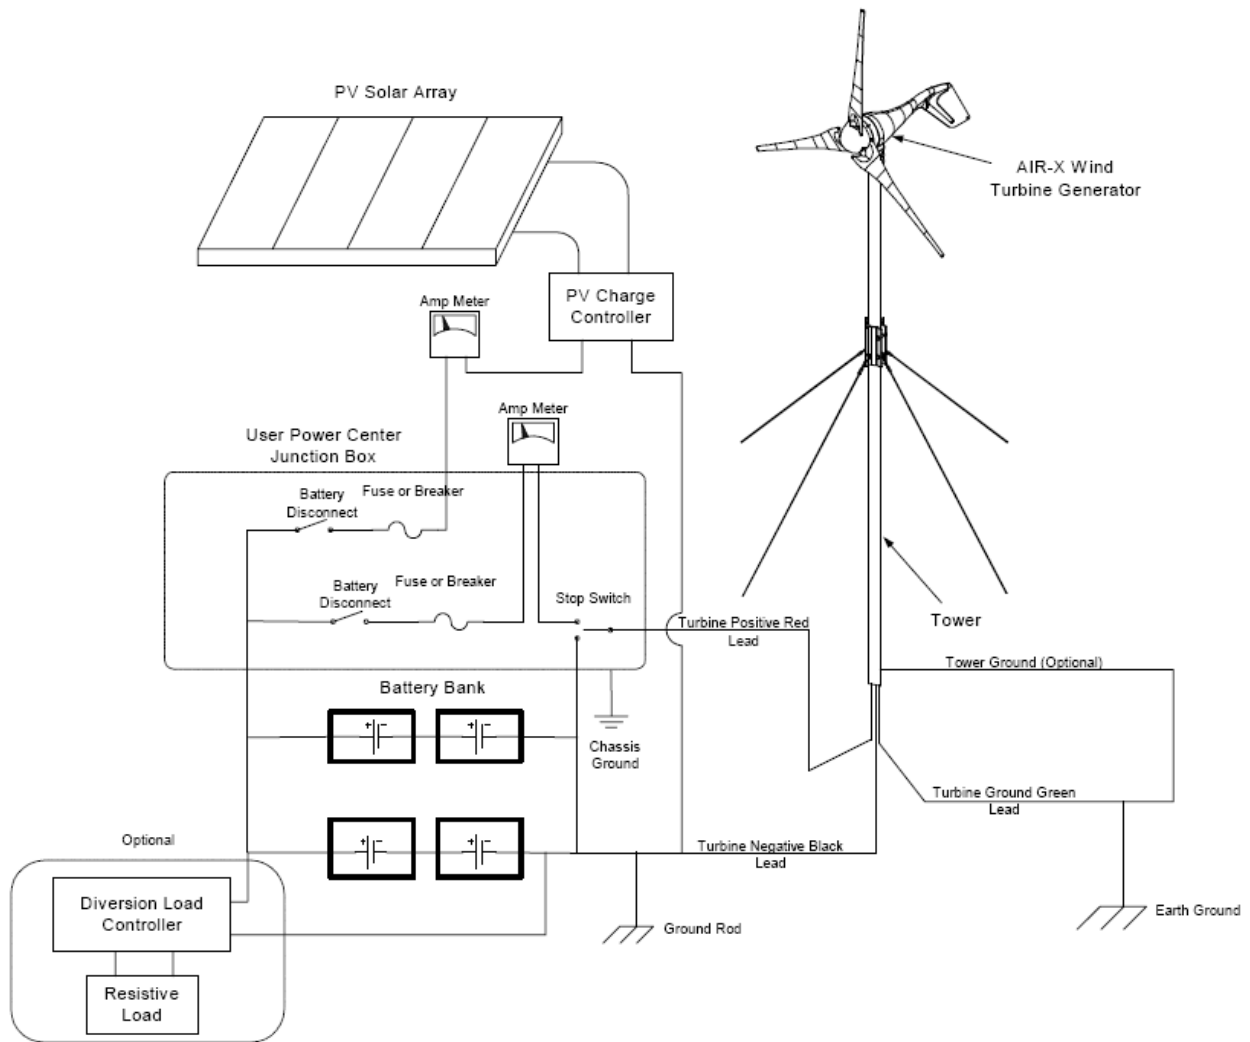 PV Solar Array
AIR-X Wind
Turbine Generator
PV Charge
Controller
Amp Meter
Amp Meter
User Power Center
Junction Box
Battery
Disconnect
Fuse or Breaker
Battery
Disconnect
Fuse or Breaker
Stop Switch
Turbine Positive Red
Lead
Tower
Tower Ground (Optional)
Battery Bank
+ -
+ -
Chassis
Ground
Turbine Ground Green
Lead
+ -
+ -
Turbine Negative Black
Lead
Optional
Diversion Load
Controller
Resistive
Load
Ground Rod
Earth Ground